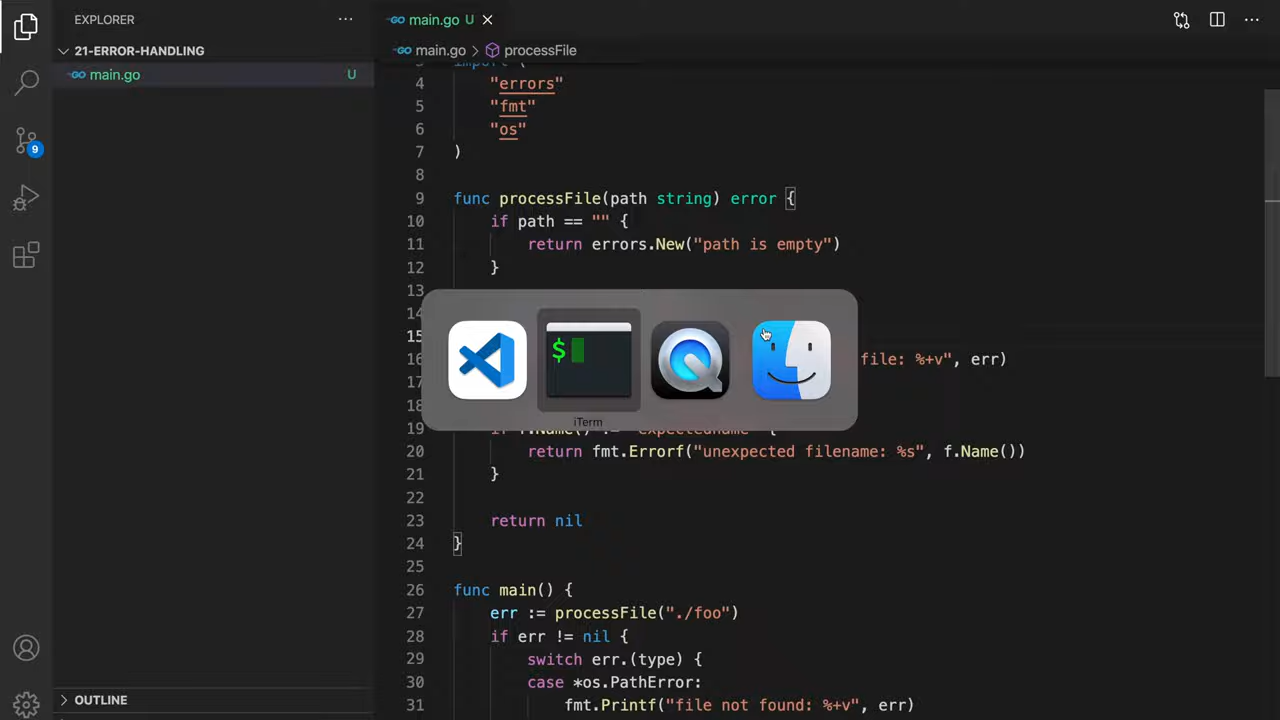 EXPLORER ...
21-ERROR-HANDLING
main.go U
9
OUTLINE
main.go U
main.go > processFile
3 import (
4 "errors"
5 "fmt"
6 "os"
7 )
8
9 func processFile(path string) error {
10 if path == "" {
11 return errors.New("path is empty")
12 }
13
14
15
16 file: %+v", err)
17
18
19
20 return fmt.Errorf("unexpected filename: %s", f.Name())
21 }
22
23 return nil
24 }
25
26 func main() {
27 err := processFile("./foo")
28 if err != nil {
29 switch err.(type) {
30 case *os.PathError:
31 fmt.Printf("file not found: %+v", err)
$
iTerm